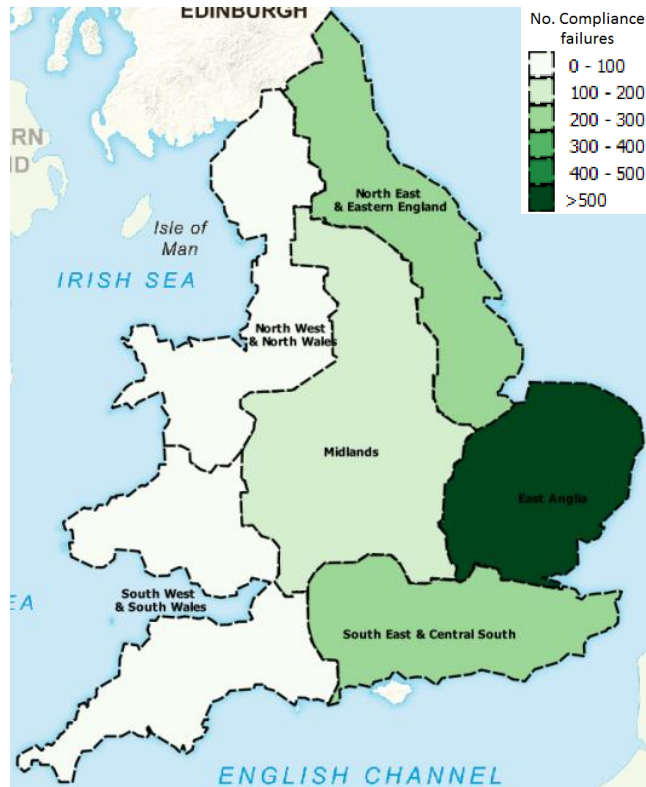 EDINBURGH
No. Compliance
failures
0 - 100
100 - 200
200 - 300
300 - 400
400 - 500
>500
RN
D
North East
& Eastern England
Isle of
Man
IRISH SEA
North West
& North Wales
Midlands
East Anglia
South West
& South Wales
EA
South East & Central South
ENGLISH CHANNEL